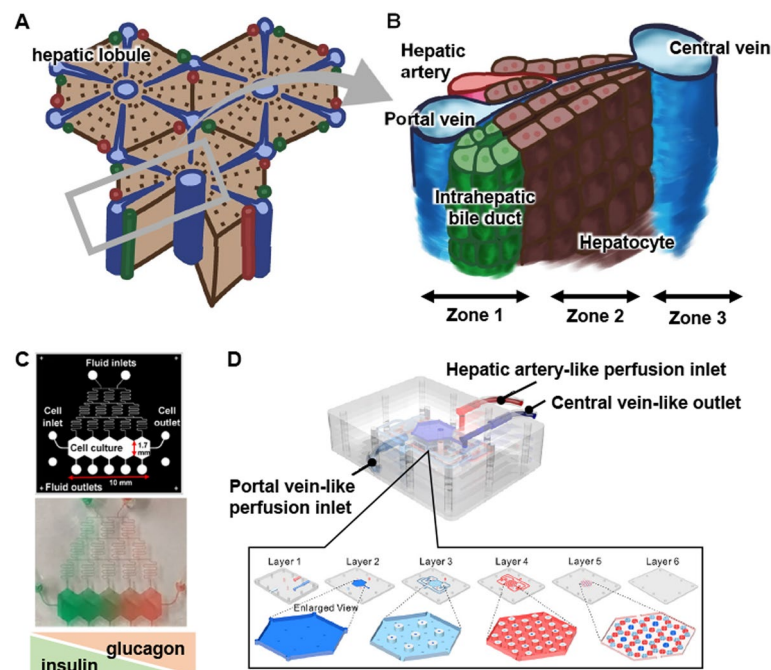 A
hepatic lobule
B
Hepatic
artery
Central vein
Portal vein
Intrahepatic
bile duct
Hepatocyte
Zone 1
Zone 2
Zone 3
C
Fluid inlets
Cell
inlet
Cell
outlet
Cell culture
1.7
mm
10 mm
Fluid outlets
glucagon
insulin
D
Hepatic artery-like perfusion inlet
Central vein-like outlet
Portal vein-like
perfusion inlet
Layer 1
Layer 2
Layer 3
Layer 4
Layer 5
Layer 6
Enlarged View